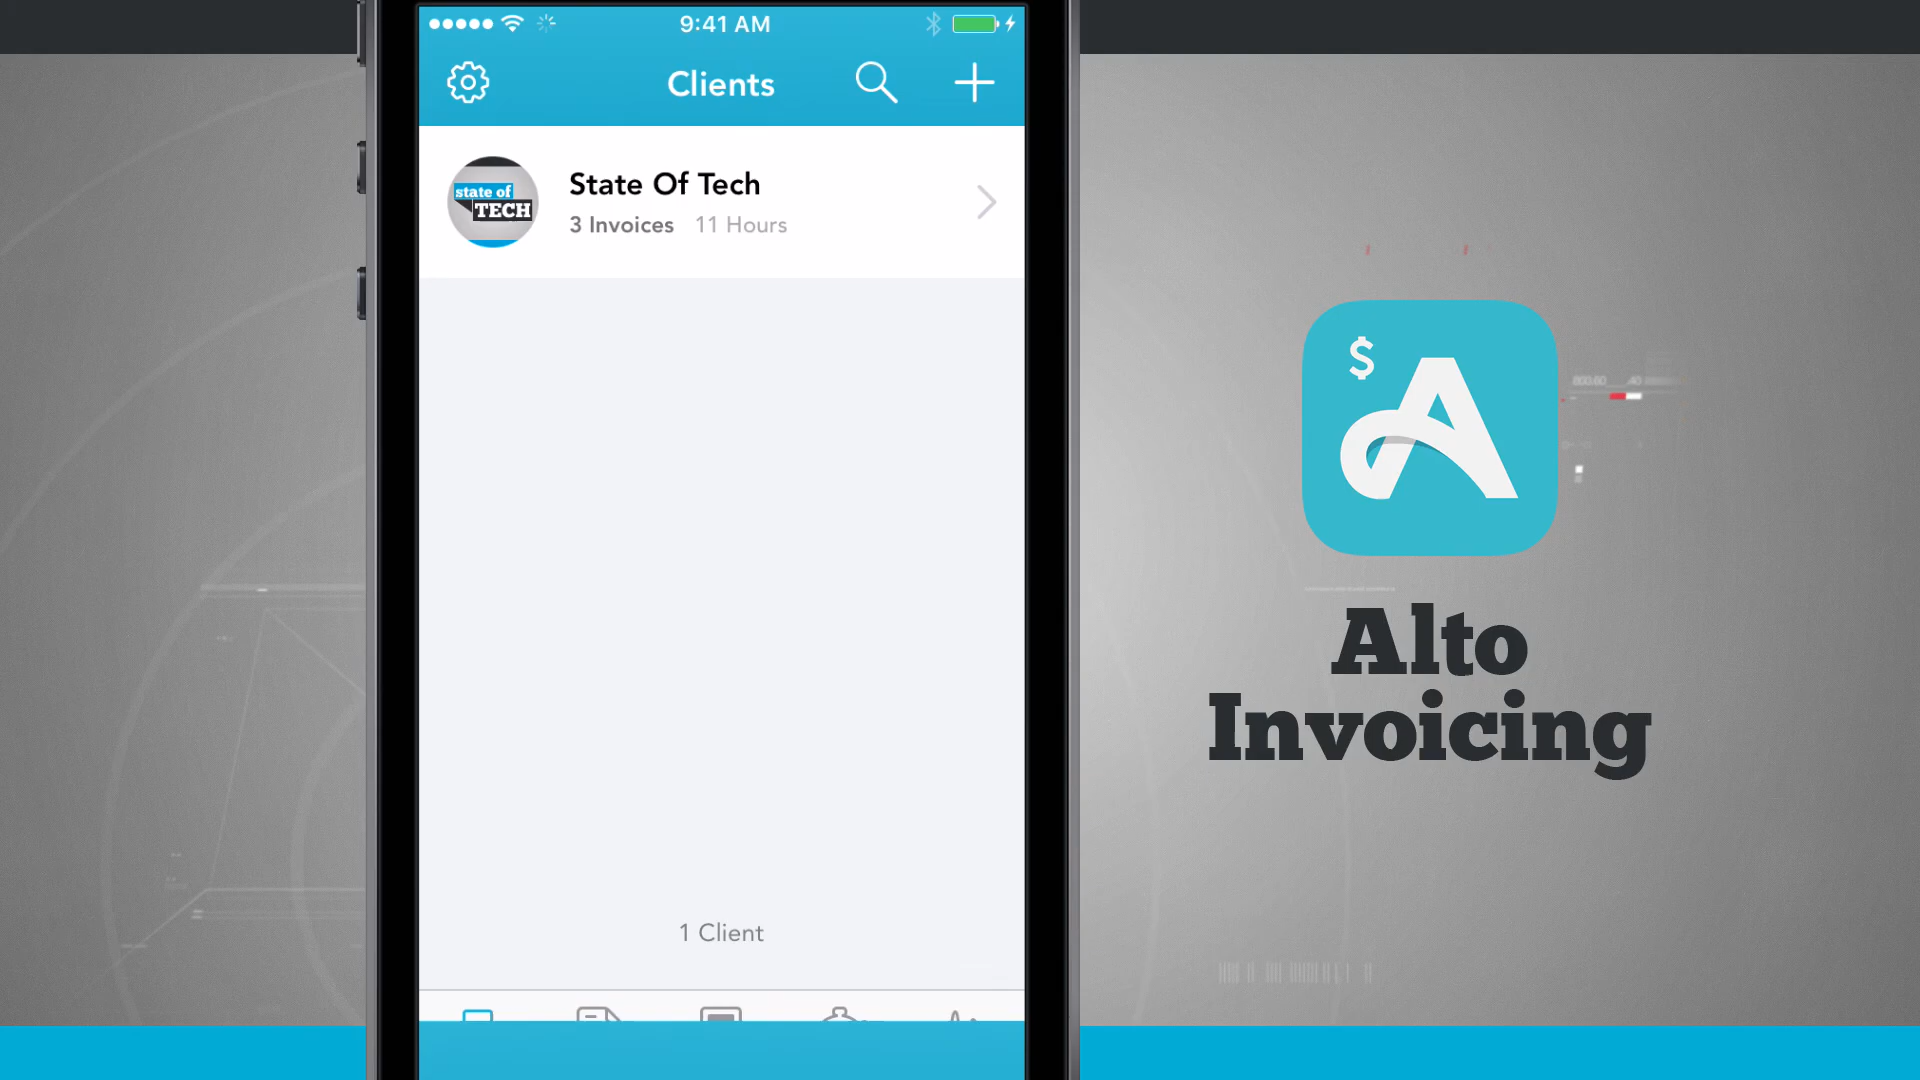 9:41 AM
Clients
state of
TECH
State Of Tech
3 Invoices 11 Hours
1 Client
$
A
Alto
Invoicing